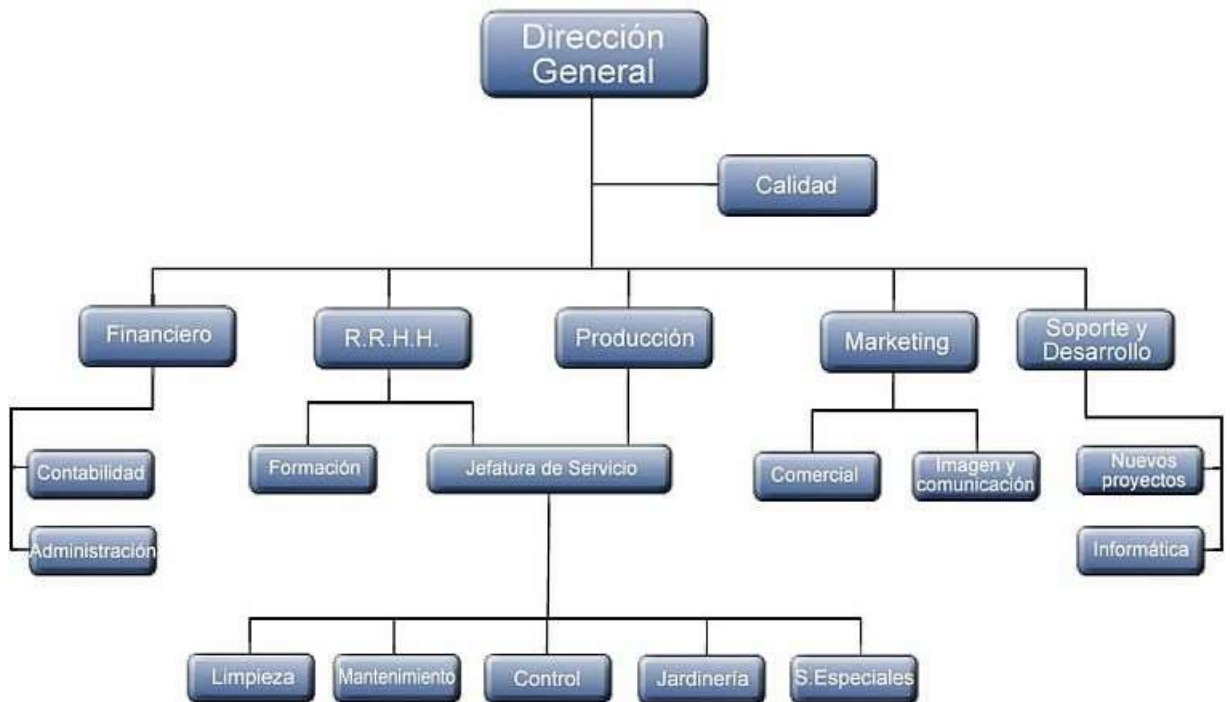 Dirección
General
Calidad
Financiero
R.R.H.H.
Producción
Marketing
Soporte y
Desarrollo
Contabilidad
Administración
Formación
Jefatura de Servicio
Comercial
Imagen y
comunicación
Nuevos
proyectos
Informática
Limpieza
Mantenimiento
Control
Jardinería
S.Especiales